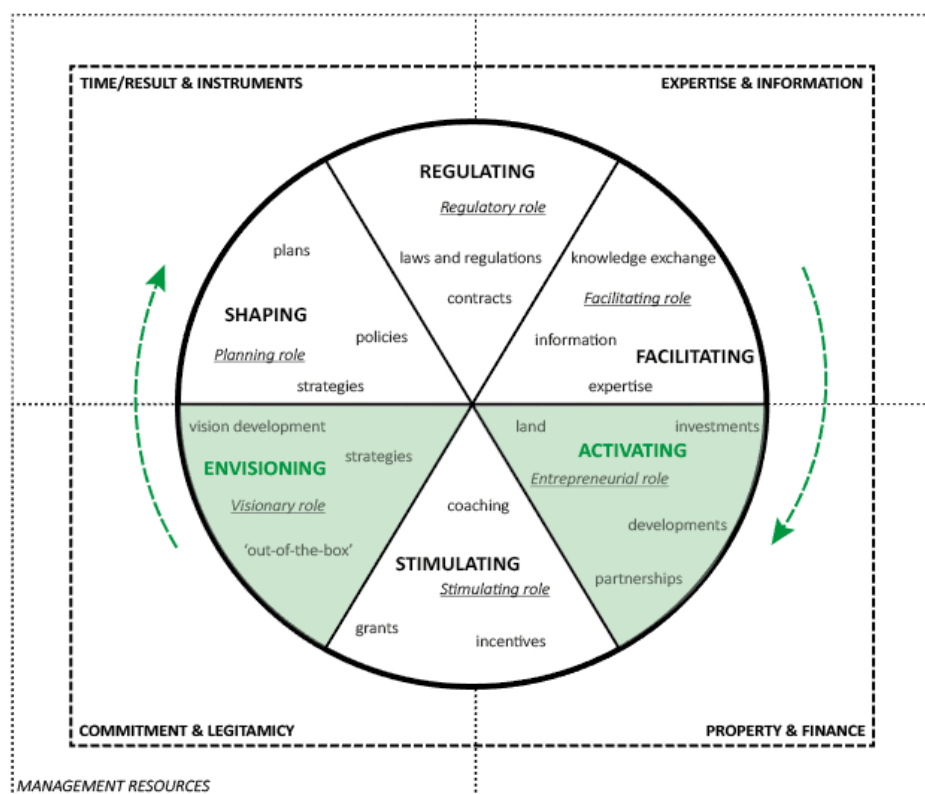 TIME/RESULT & INSTRUMENTS
EXPERTISE & INFORMATION
REGULATING
Regulatory role
laws and regulations
contracts
plans
SHAPING
Planning role
policies
strategies
knowledge exchange
Facilitating role
information
FACILITATING
expertise
vision development
strategies
ENVISIONING
Visionary role
‘out-of-the-box’
land
investments
ACTIVATING
Entrepreneurial role
developments
partnerships
coaching
STIMULATING
Stimulating role
grants
incentives
COMMITMENT & LEGITAMICY
PROPERTY & FINANCE
MANAGEMENT RESOURCES